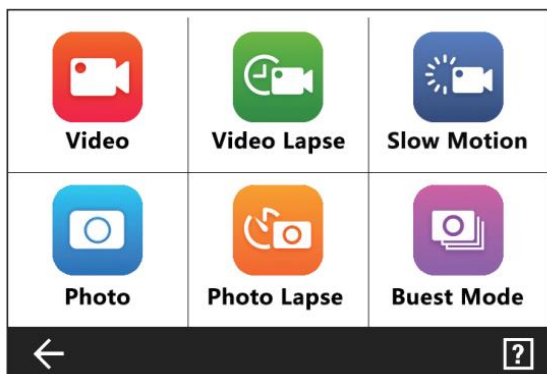 Video
Video Lapse
Slow Motion
Photo
Photo Lapse
Buest Mode
?